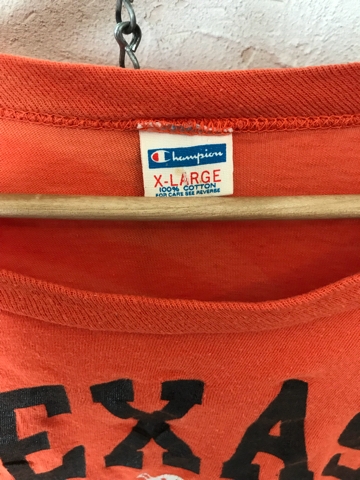 Champion
X-LARGE
100% COTTON
FOR CARE SEE REVERSE
EXAS